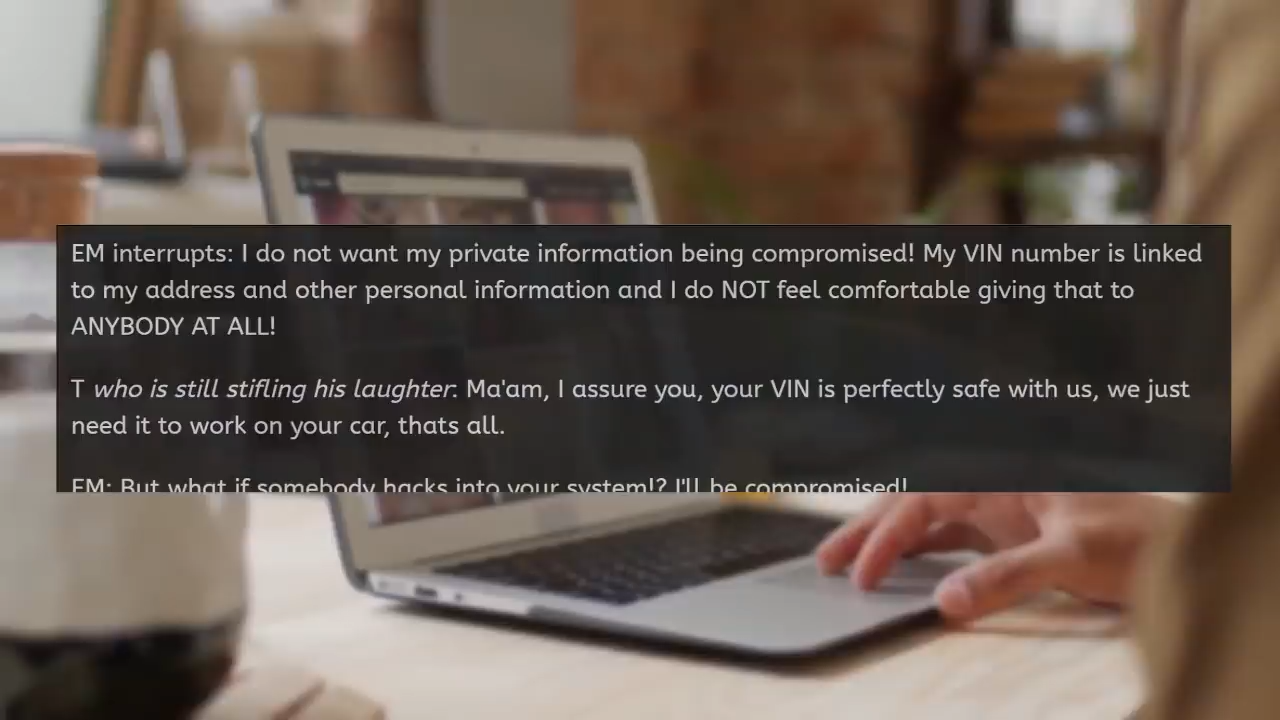 EM interrupts: I do not want my private information being compromised! My VIN number is linked
to my address and other personal information and I do NOT feel comfortable giving that to
ANYBODY AT ALL!
T who is still stifling his laughter: Ma'am, I assure you, your VIN is perfectly safe with us, we just
need it to work on your car, thats all.
EM: But what if somebody hacks into your system!? I'll be compromised!